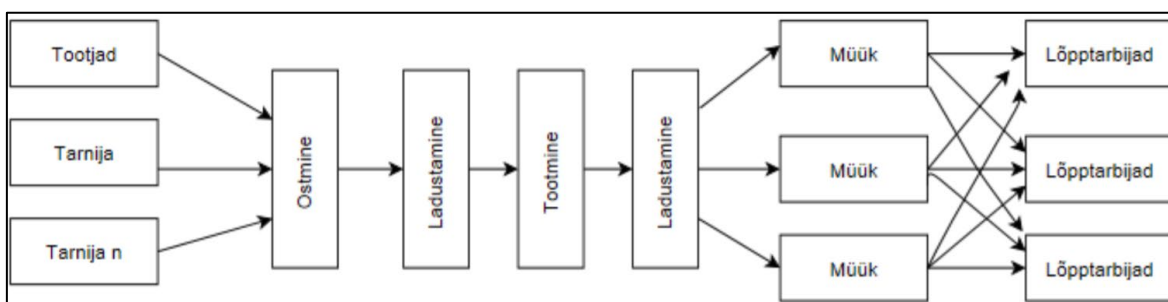 Tootjad
Tarnija
Tarnija n
Ostmine
Ladustamine
Tootmine
Ladustamine
Müük
Müük
Müük
Lõpptarbijad
Lõpptarbijad
Lõpptarbijad